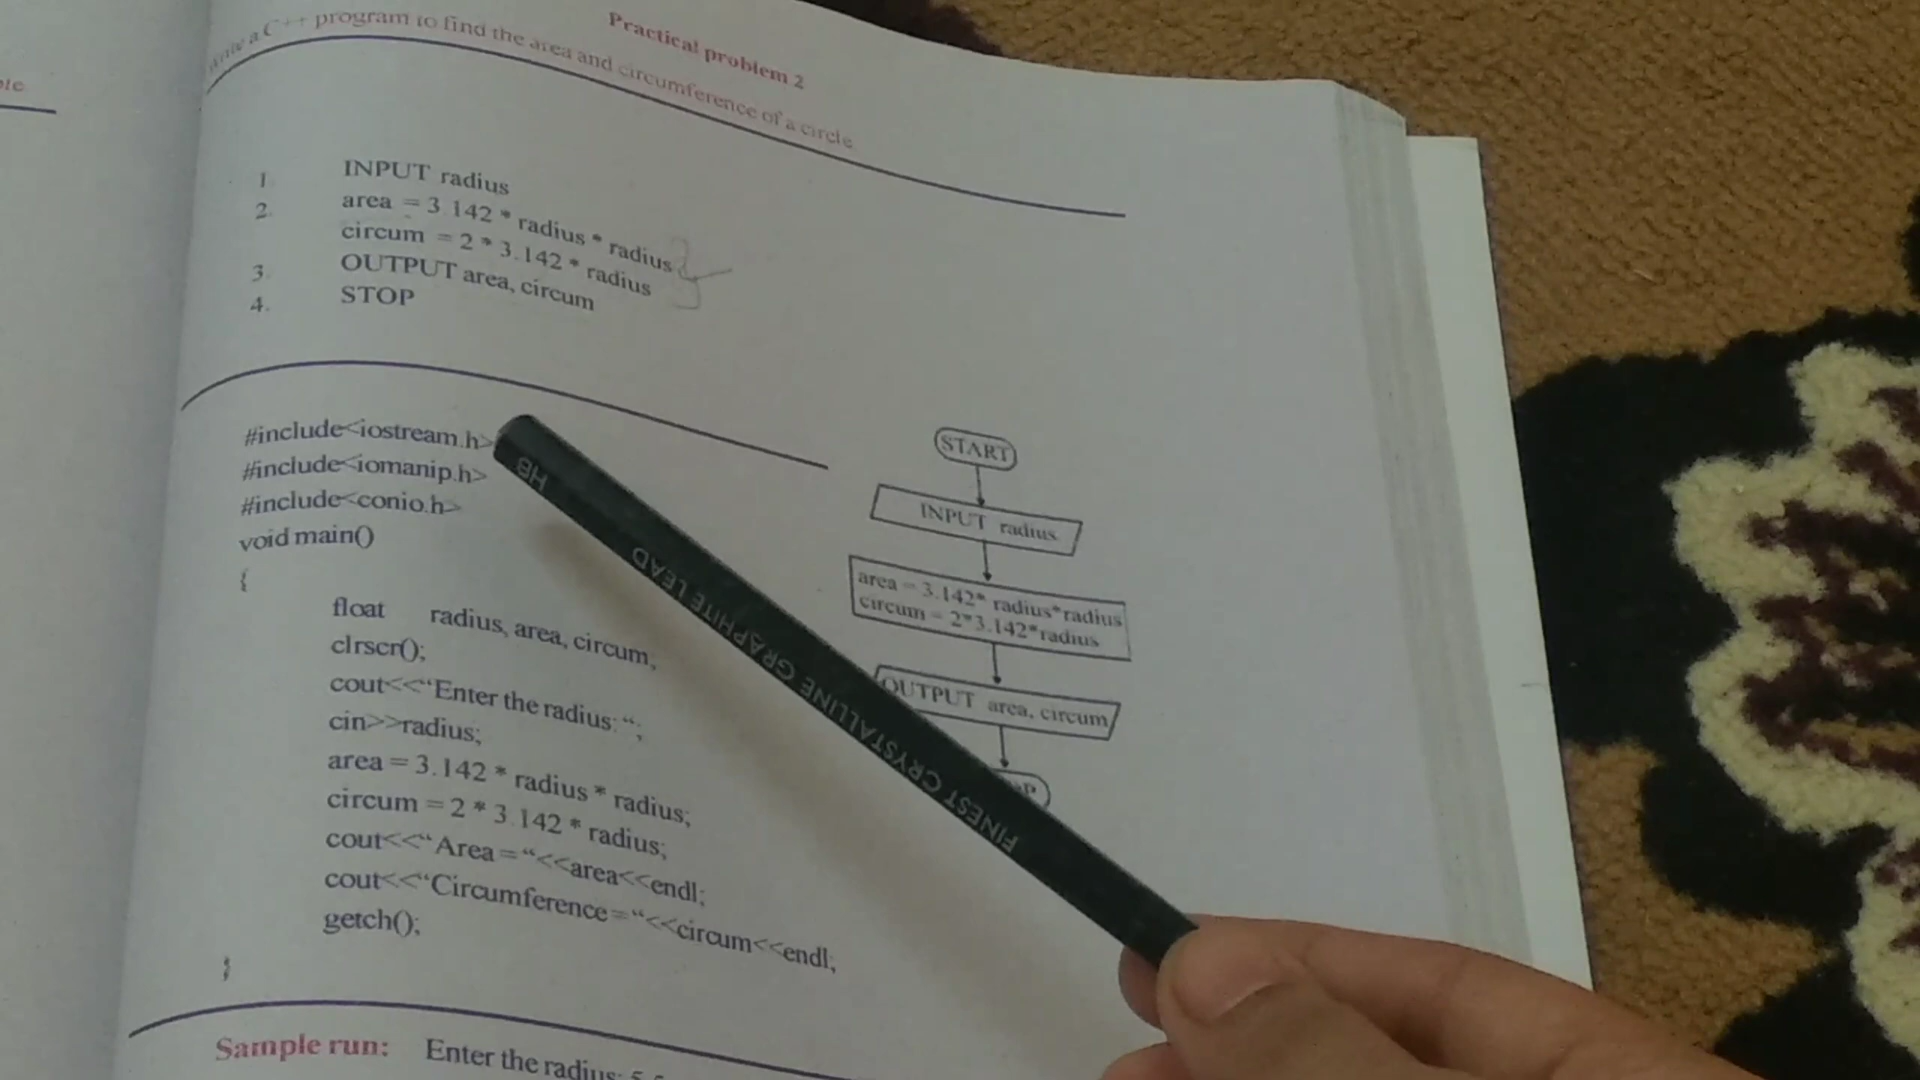 Practical problem 2
Write a C++ program to find the area and circumference of a circle.
1. INPUT radius
2. area = 3.142 * radius * radius
circum = 2 * 3.142 * radius
3. OUTPUT area, circum
4. STOP
#include<iostream.h>
#include<iomanip.h>
#include<conio.h>
void main()
{
float radius, area, circum;
clrscr();
cout<<“Enter the radius: “;
cin>>radius;
area = 3.142 * radius * radius;
circum = 2 * 3.142 * radius;
cout<<“Area = “<<area<<endl;
cout<<“Circumference = “<<circum<<endl;
getch();
}
START
INPUT radius
area = 3.142* radius*radius
circum = 2*3.142*radius
OUTPUT area, circum
HB
FINEST CRYSTALLINE GRAPHITE LEAD
Sample run: Enter the radius: